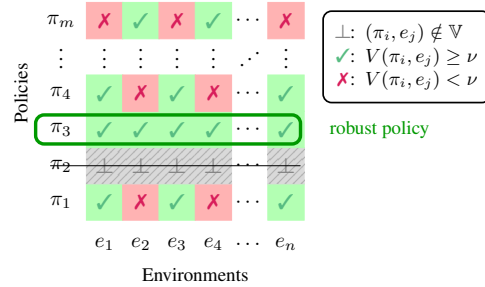 π_m ✗ ✓ ✗ ✓ ⋯ ✗
⋮ ⋮ ⋮ ⋮ ⋮ ⋰ ⋮
π_4 ✓ ✗ ✓ ✗ ⋯ ✓
π_3 ✓ ✓ ✓ ✓ ⋯ ✓
π_2 ⊥ ⊥ ⊥ ⊥ ⋯ ⊥
π_1 ✓ ✗ ✓ ✗ ⋯ ✓
e_1 e_2 e_3 e_4 ⋯ e_n
Environments
Policies
⊥: (π_i, e_j) ∉ 𝕍
✓: V(π_i, e_j) ≥ ν
✗: V(π_i, e_j) < ν
robust policy